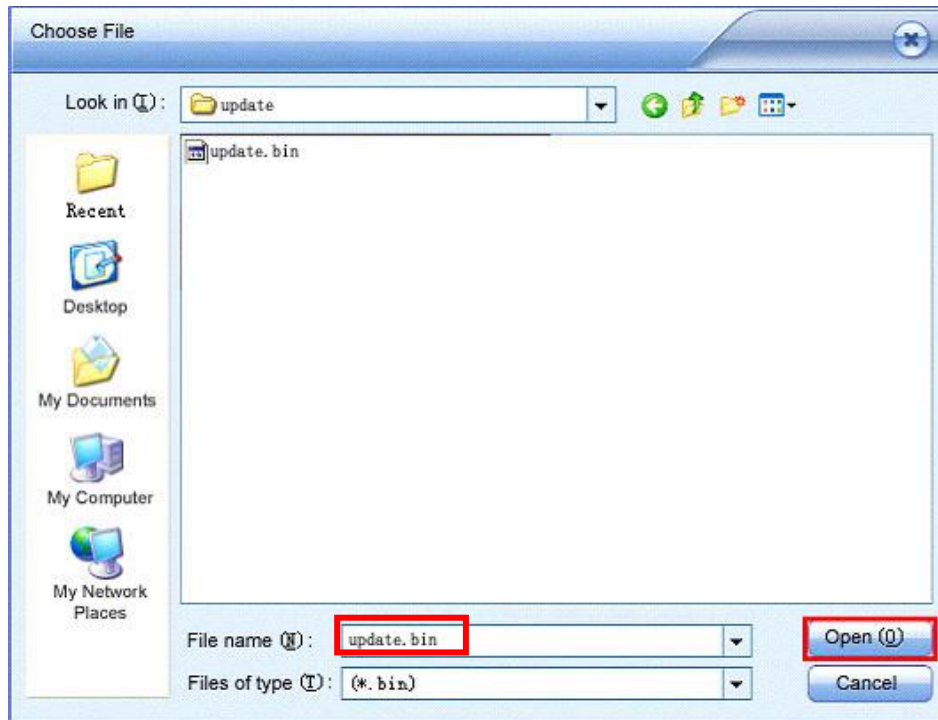 Choose File
Look in (I) :
update
update.bin
Recent
Desktop
My Documents
My Computer
My Network
Places
File name (N) :
update.bin
Open (O)
Files of type (T) :
(*.bin)
Cancel